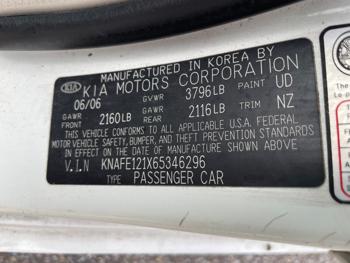 MANUFACTURED IN KOREA BY
KIA KIA MOTORS CORPORATION
06/06 GVWR 3796LB PAINT UD
GAWR FRONT 2160LB GAWR REAR 2116LB TRIM NZ
THIS VEHICLE CONFORMS TO ALL APPLICABLE U.S.A. FEDERAL
MOTOR VEHICLE SAFETY, BUMPER, AND THEFT PREVENTION STANDARDS
IN EFFECT ON THE DATE OF MANUFACTURE SHOWN ABOVE.
V.I.N KNAFE121X65346296
TYPE PASSENGER CAR